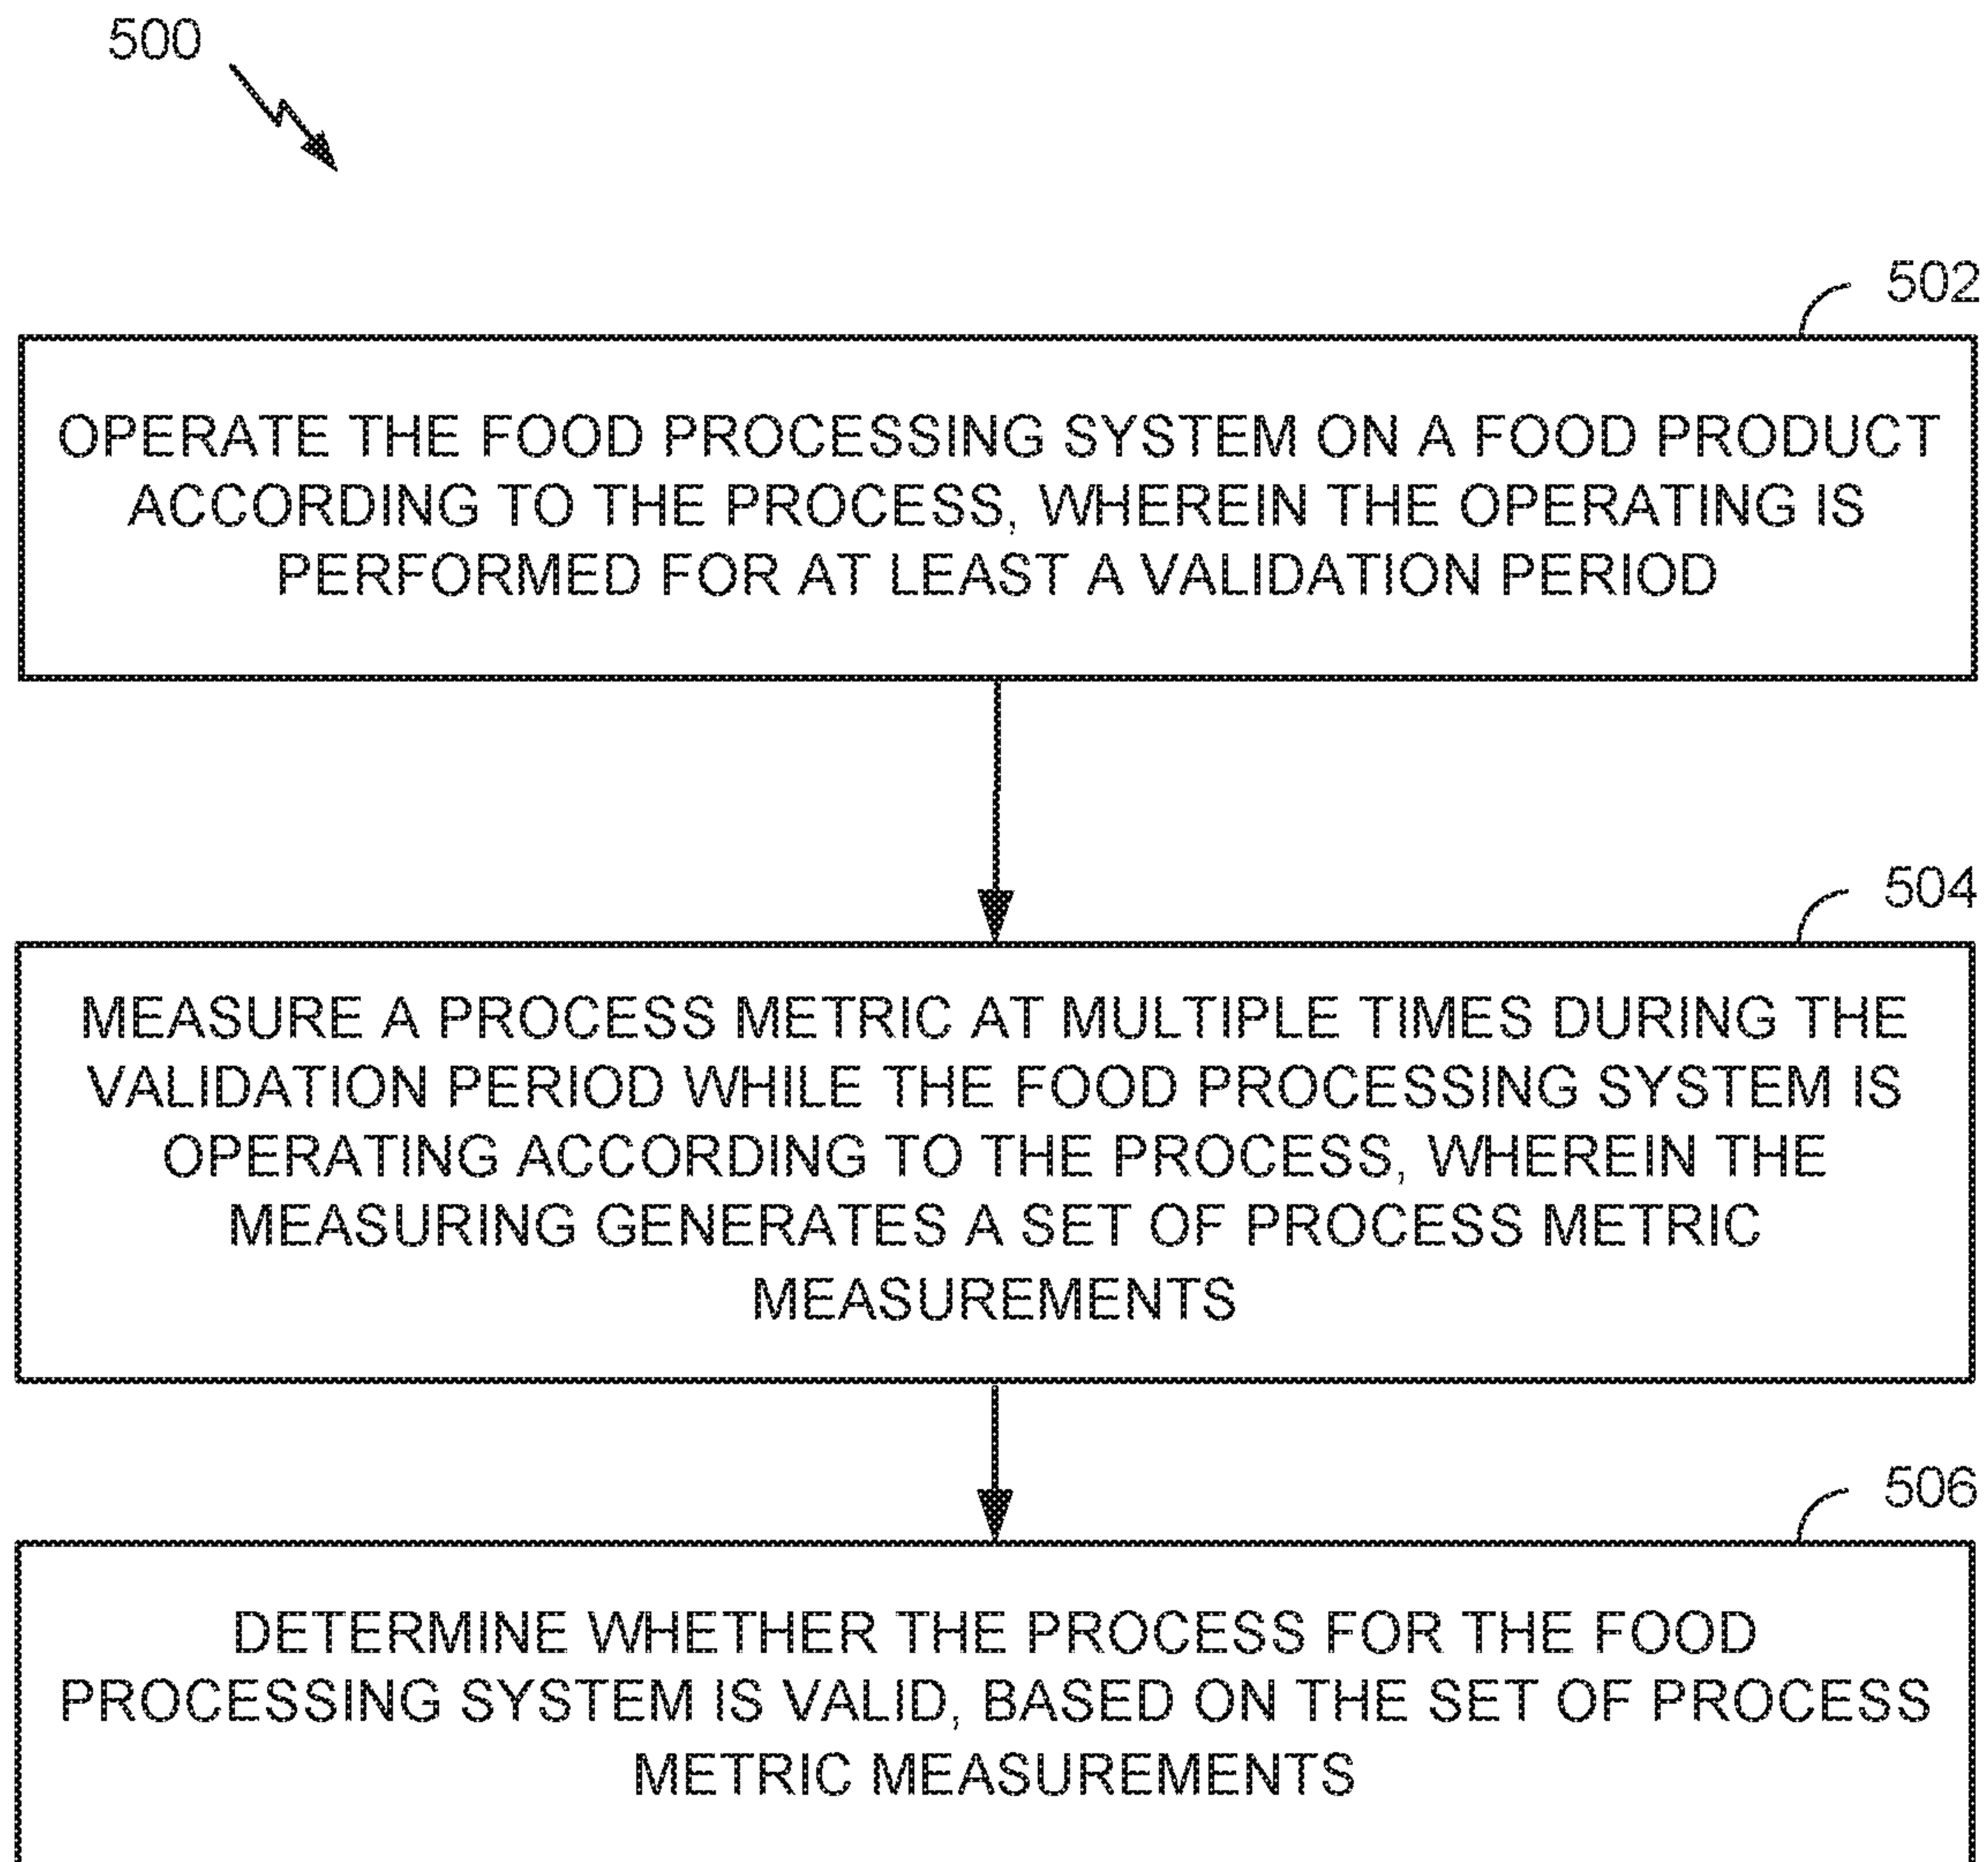 500
502
OPERATE THE FOOD PROCESSING SYSTEM ON A FOOD PRODUCT
ACCORDING TO THE PROCESS, WHEREIN THE OPERATING IS
PERFORMED FOR AT LEAST A VALIDATION PERIOD
504
MEASURE A PROCESS METRIC AT MULTIPLE TIMES DURING THE
VALIDATION PERIOD WHILE THE FOOD PROCESSING SYSTEM IS
OPERATING ACCORDING TO THE PROCESS, WHEREIN THE
MEASURING GENERATES A SET OF PROCESS METRIC
MEASUREMENTS
506
DETERMINE WHETHER THE PROCESS FOR THE FOOD
PROCESSING SYSTEM IS VALID, BASED ON THE SET OF PROCESS
METRIC MEASUREMENTS